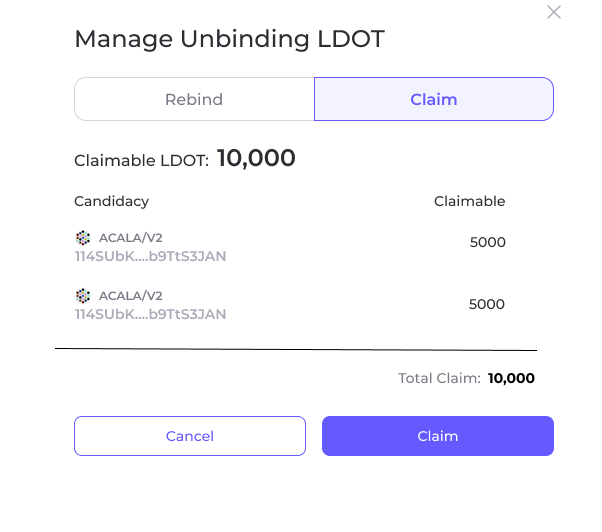 Manage Unbinding LDOT
Rebind Claim
Claimable LDOT: 10,000
Candidacy Claimable
ACALA/V2
114SUbK....b9TtS3JAN
5000
ACALA/V2
114SUbK....b9TtS3JAN
5000
Total Claim: 10,000
Cancel Claim